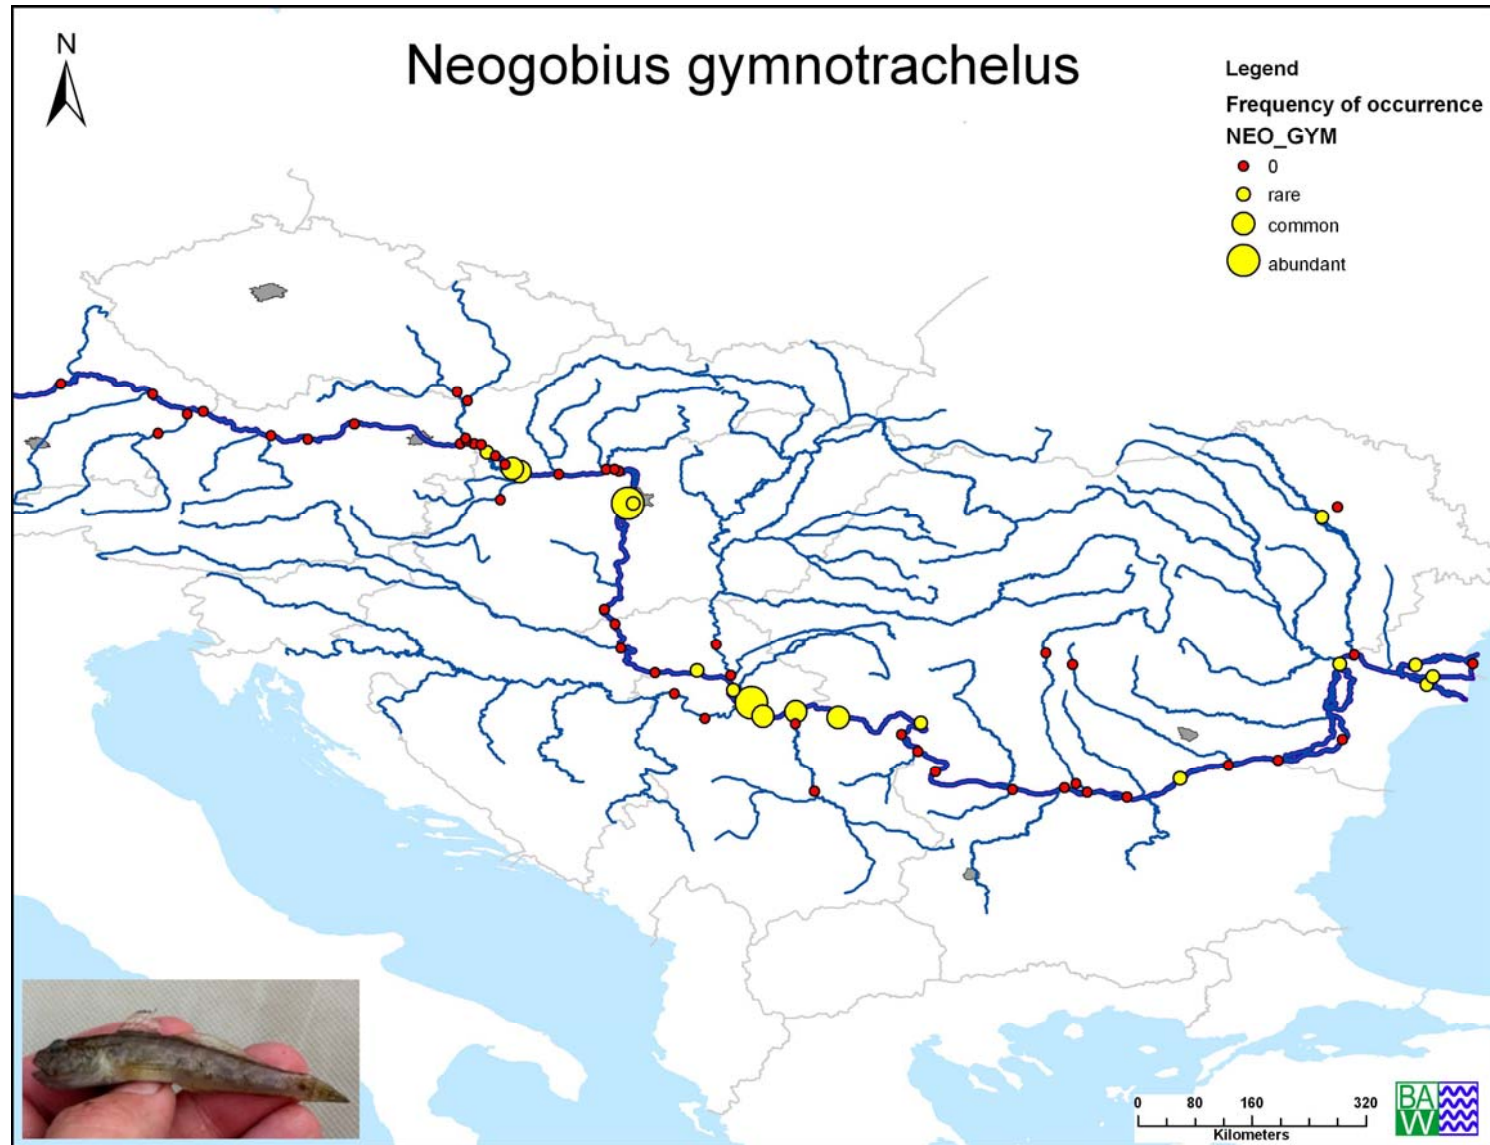 N
Neogobius gymnotrachelus
Legend
Frequency of occurrence
NEO_GYM
0
rare
common
abundant
0 80 160 320
Kilometers
BA
W